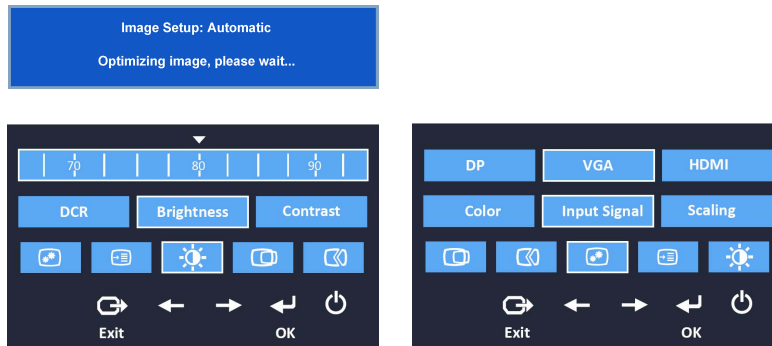 Image Setup: Automatic
Optimizing image, please wait...
70 80 90
DCR Brightness Contrast
Exit OK
DP VGA HDMI
Color Input Signal Scaling
Exit OK